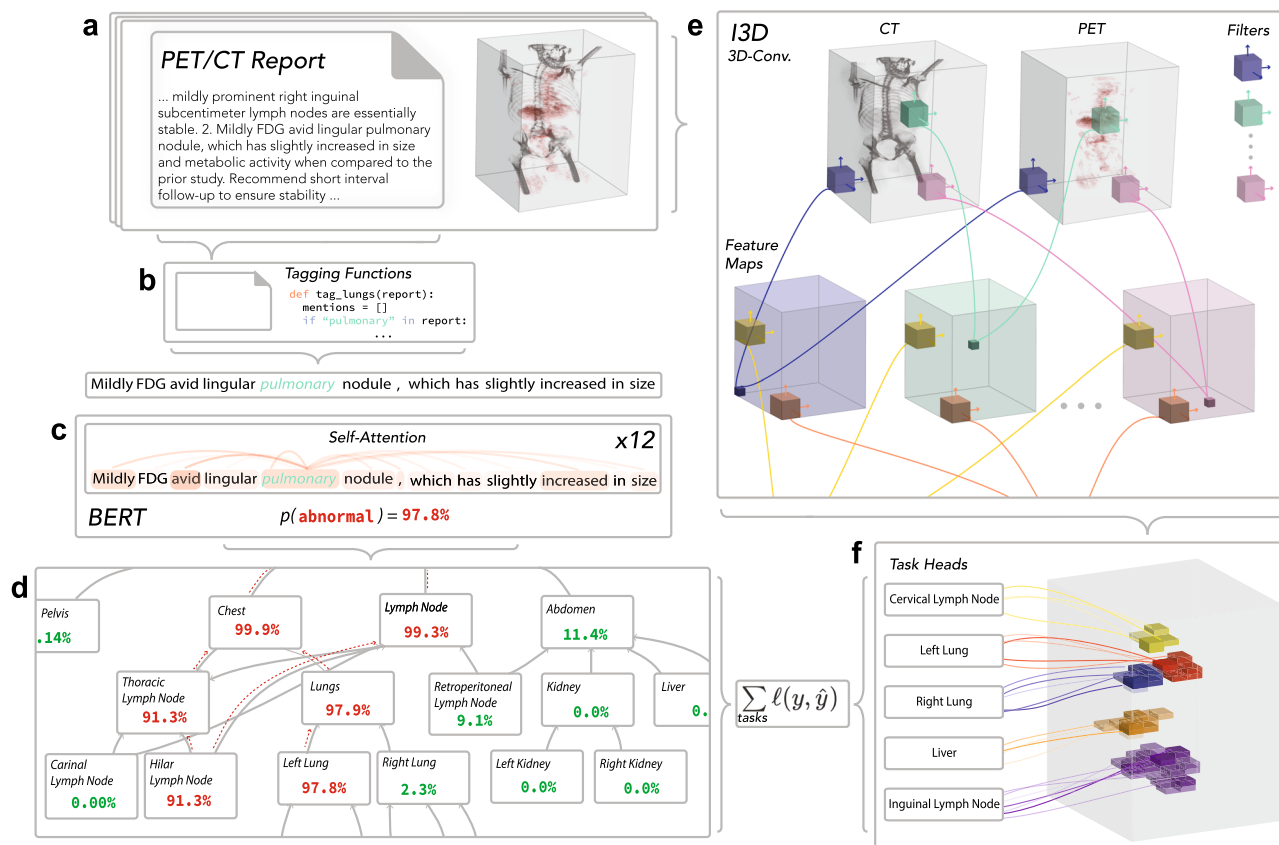 a
PET/CT Report
... mildly prominent right inguinal
subcentimeter lymph nodes are essentially
stable. 2. Mildly FDG avid lingular pulmonary
nodule, which has slightly increased in size
and metabolic activity when compared to the
prior study. Recommend short interval
follow-up to ensure stability ...
b
Tagging Functions
def tag_lungs(report):
mentions = []
if “pulmonary” in report:
...
Mildly FDG avid lingular pulmonary nodule , which has slightly increased in size
c
Self-Attention
x12
Mildly FDG avid lingular pulmonary nodule , which has slightly increased in size
BERT
p(abnormal) = 97.8%
d
Pelvis
.14%
Chest
99.9%
Lymph Node
99.3%
Abdomen
11.4%
Thoracic
Lymph Node
91.3%
Lungs
97.9%
Retroperitoneal
Lymph Node
9.1%
Kidney
0.0%
Liver
0.
Carinal
Lymph Node
0.00%
Hilar
Lymph Node
91.3%
Left Lung
97.8%
Right Lung
2.3%
Left Kidney
0.0%
Right Kidney
0.0%
∑ ℓ(y, ŷ)
tasks
e
I3D
3D-Conv.
CT
PET
Filters
Feature
Maps
f
Task Heads
Cervical Lymph Node
Left Lung
Right Lung
Liver
Inguinal Lymph Node